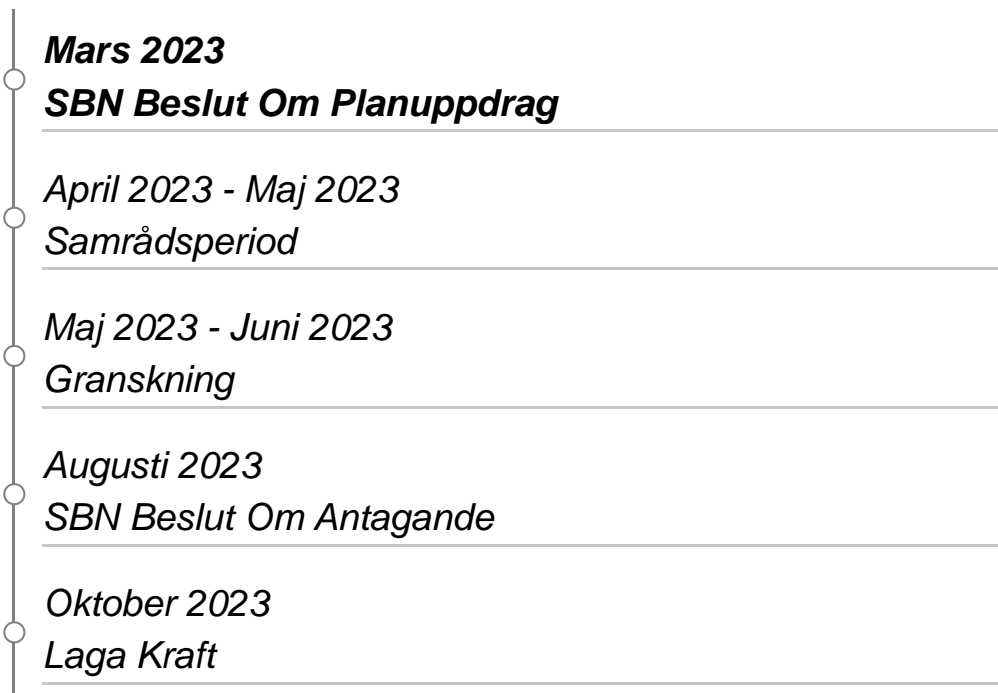 Mars 2023
SBN Beslut Om Planuppdrag
April 2023 - Maj 2023
Samrådsperiod
Maj 2023 - Juni 2023
Granskning
Augusti 2023
SBN Beslut Om Antagande
Oktober 2023
Laga Kraft